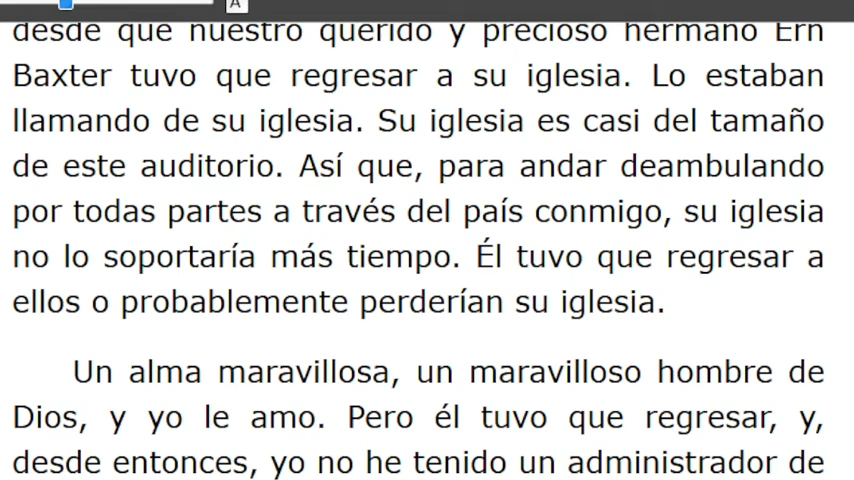 A
desde que nuestro querido y precioso hermano Ern
Baxter tuvo que regresar a su iglesia. Lo estaban
llamando de su iglesia. Su iglesia es casi del tamaño
de este auditorio. Así que, para andar deambulando
por todas partes a través del país conmigo, su iglesia
no lo soportaría más tiempo. Él tuvo que regresar a
ellos o probablemente perderían su iglesia.
Un alma maravillosa, un maravilloso hombre de
Dios, y yo le amo. Pero él tuvo que regresar, y,
desde entonces, yo no he tenido un administrador de